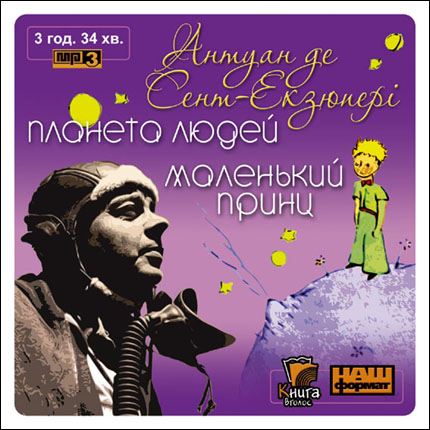 3 год. 34 хв.
mp3
Антуан де
Сент-Екзюпері
планета людей
маленький
принц
Книга
Вголос
НАШ
формат